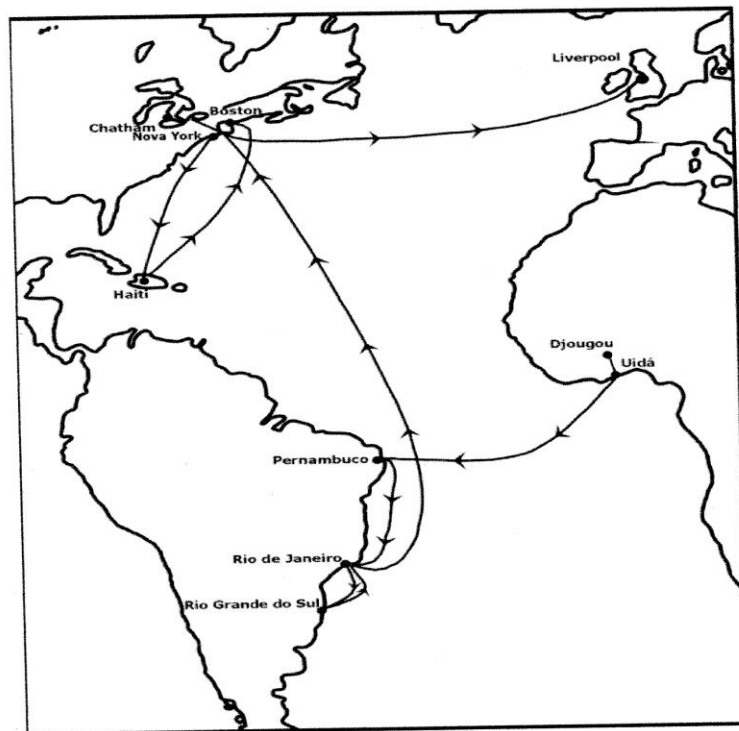 Liverpool
Boston
Chatham
Nova York
Haiti
Djougou
Uidá
Pernambuco
Rio de Janeiro
Rio Grande do Sul